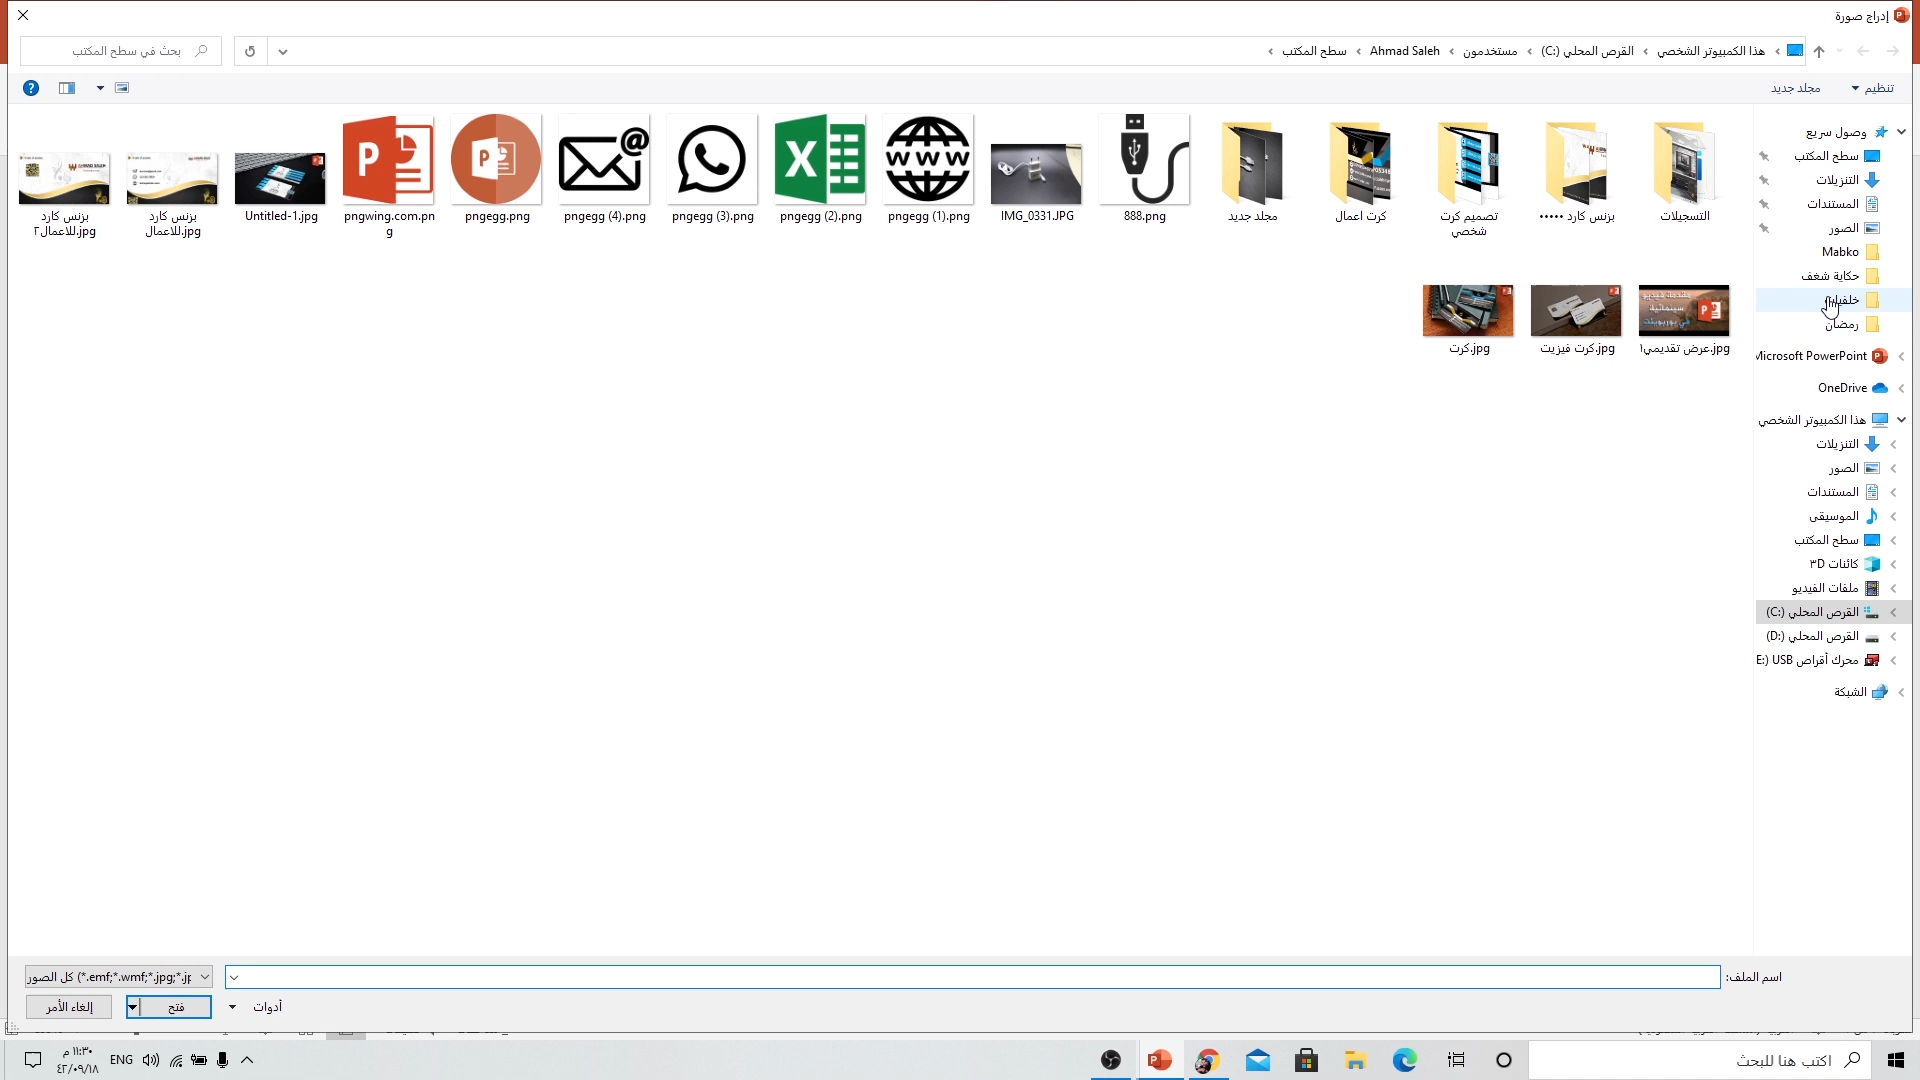 إدراج صورة
هذا الكمبيوتر الشخصي › القرص المحلي (C:) › مستخدمون › Ahmad Saleh › سطح المكتب ›
بحث في سطح المكتب
تنظيم
مجلد جديد
وصول سريع
سطح المكتب
التنزيلات
المستندات
الصور
Mabko
حكاية شغف
رمضان
Microsoft PowerPoint
OneDrive
هذا الكمبيوتر الشخصي
التنزيلات
الصور
المستندات
الموسيقى
سطح المكتب
كائنات ٣D
ملفات الفيديو
القرص المحلي (C:)
القرص المحلي (D:)
محرك أقراص USB (E:
الشبكة
التسجيلات
بزنس كارد •••••
تصميم كرت شخصي
كرت اعمال
مجلد جديد
888.png
IMG_0331.JPG
pngegg (1).png
pngegg (2).png
pngegg (3).png
pngegg (4).png
pngegg.png
pngwing.com.png
Untitled-1.jpg
بزنس كارد للاعمال.jpg
بزنس كارد للاعمال٢.jpg
عرض تقديمي١.jpg
كرت فيزيت.jpg
كرت.jpg
اسم الملف:
كل الصور (*.emf;*.wmf;*.jpg;*.jp
أدوات
فتح
إلغاء الأمر
اكتب هنا للبحث
ENG
١١:٣٠ م
٤٢/٠٩/١٨